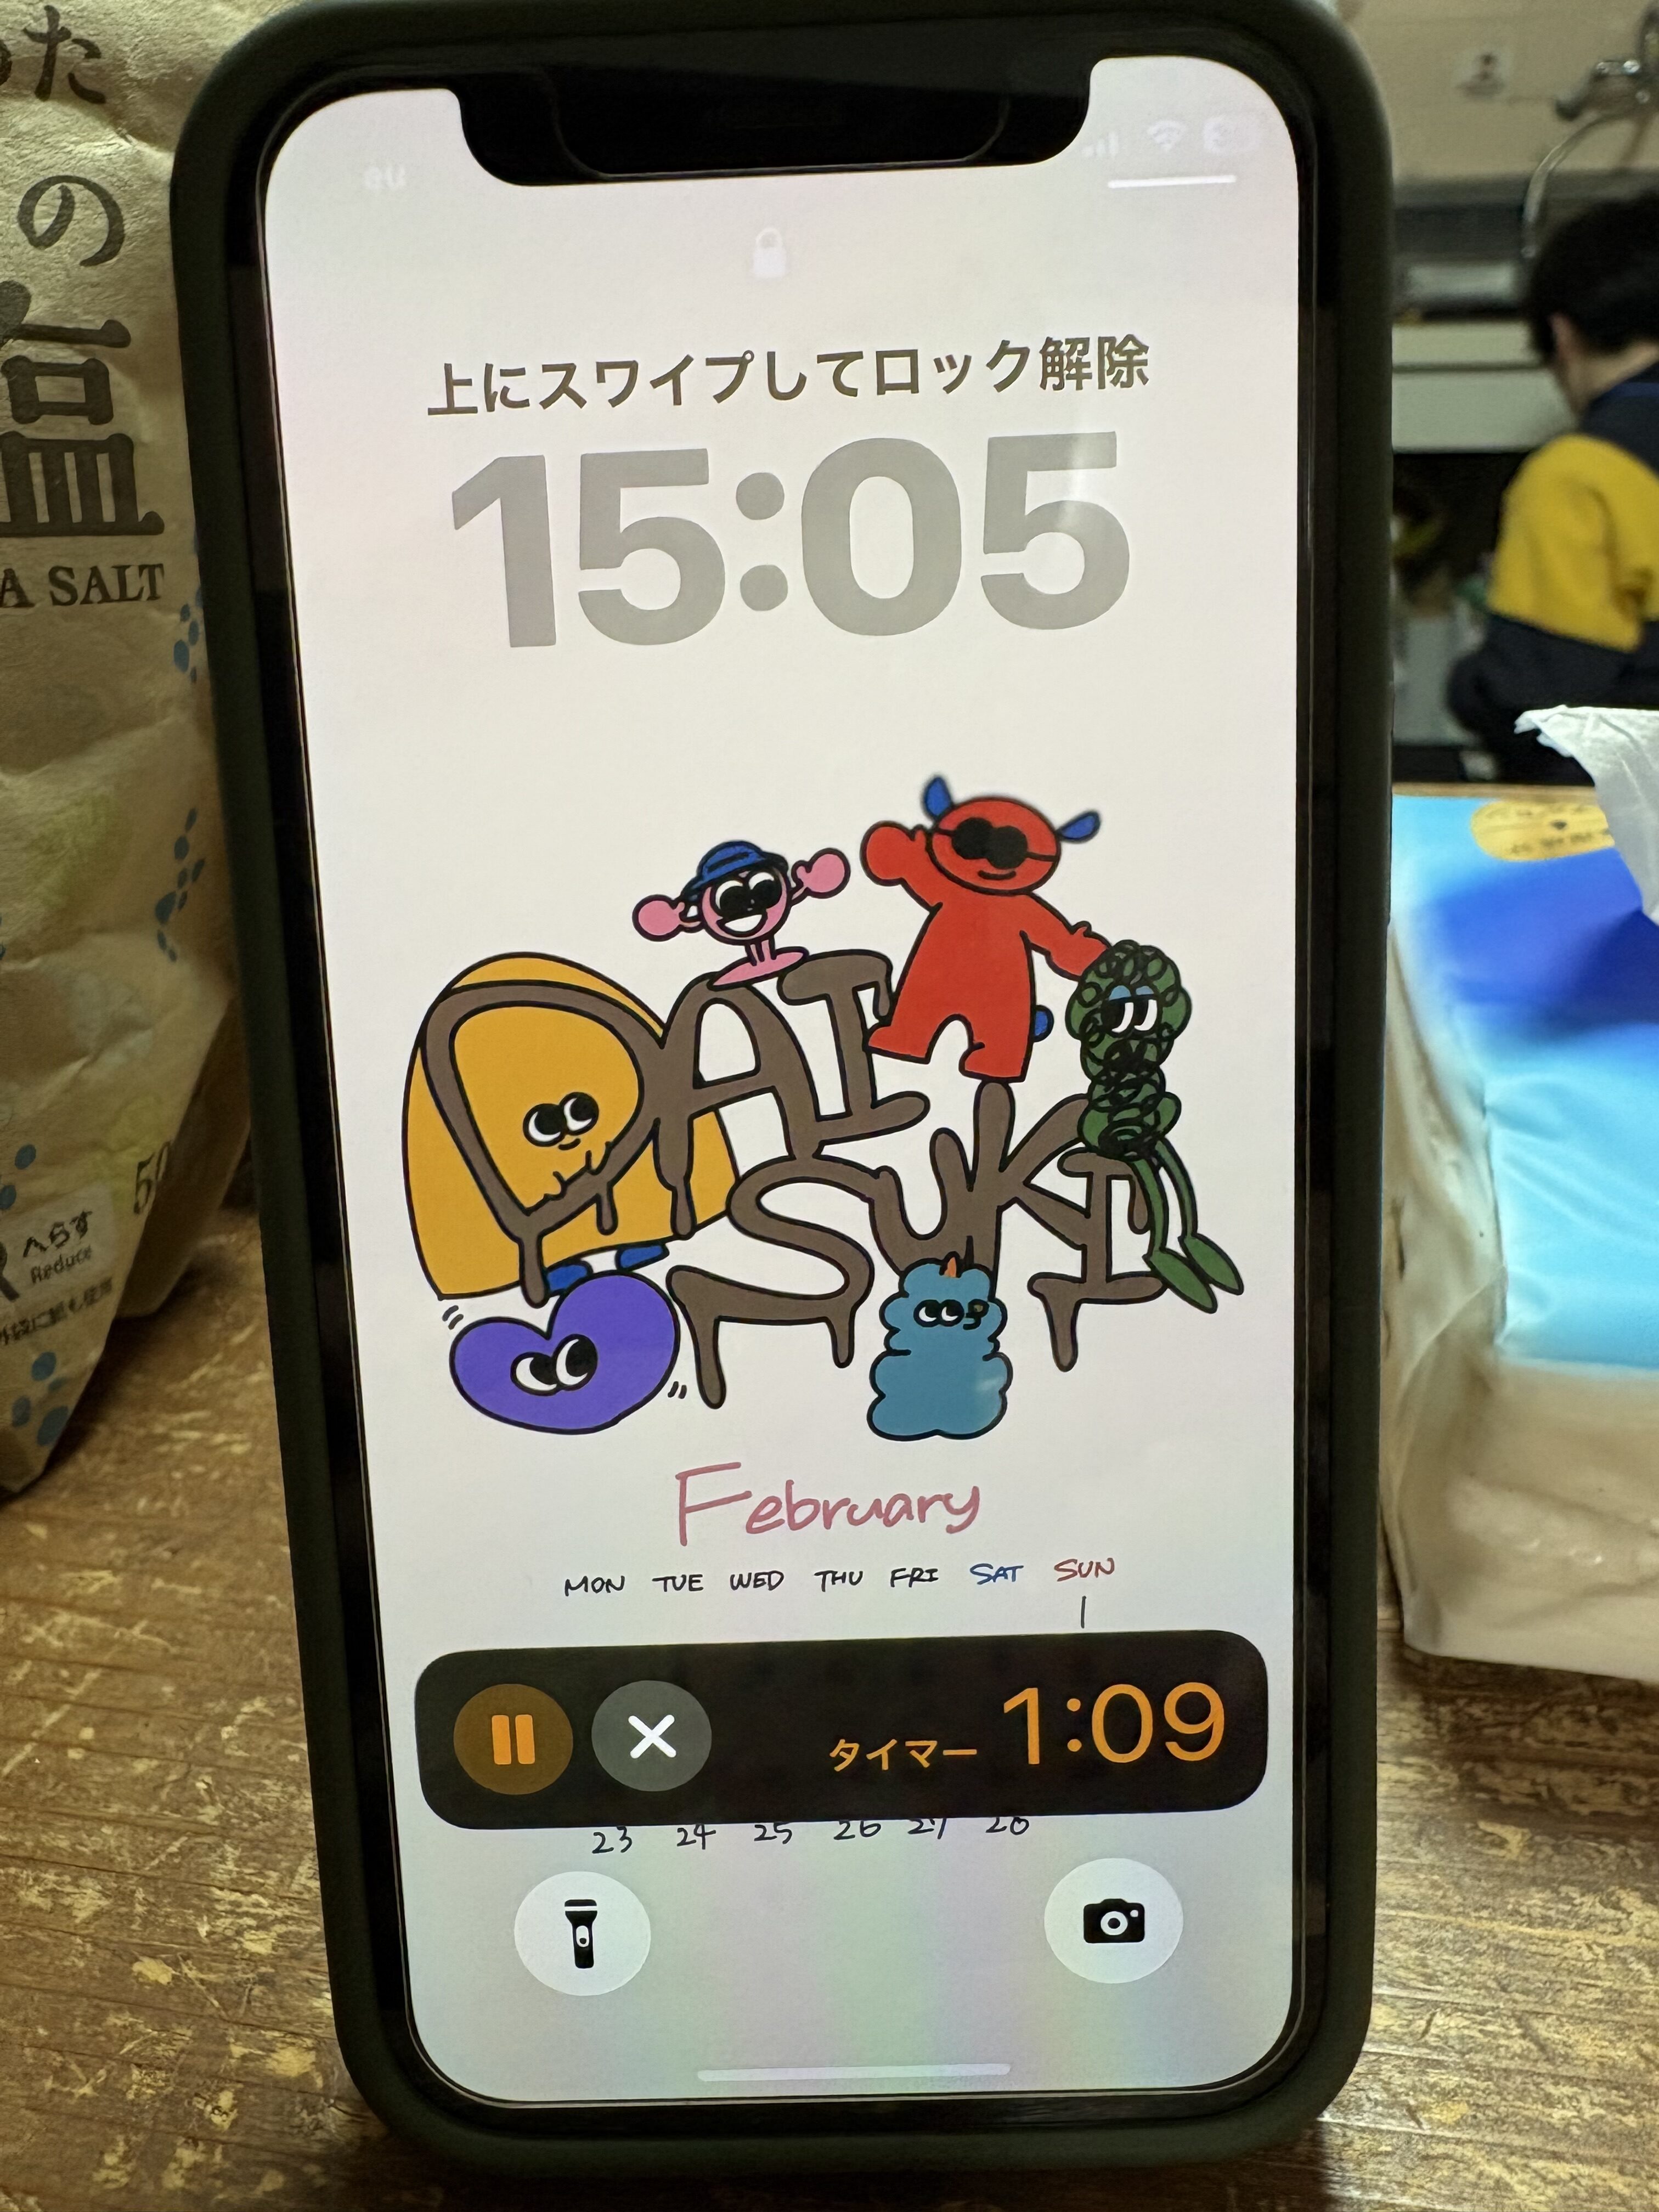 った
の
塩
A SALT
へらす
Reduce
上にスワイプしてロック解除
15:05
DAI
SUKI
February
MON TUE WED THU FRI SAT SUN
1
タイマー 1:09
23 24 25 26 27 28